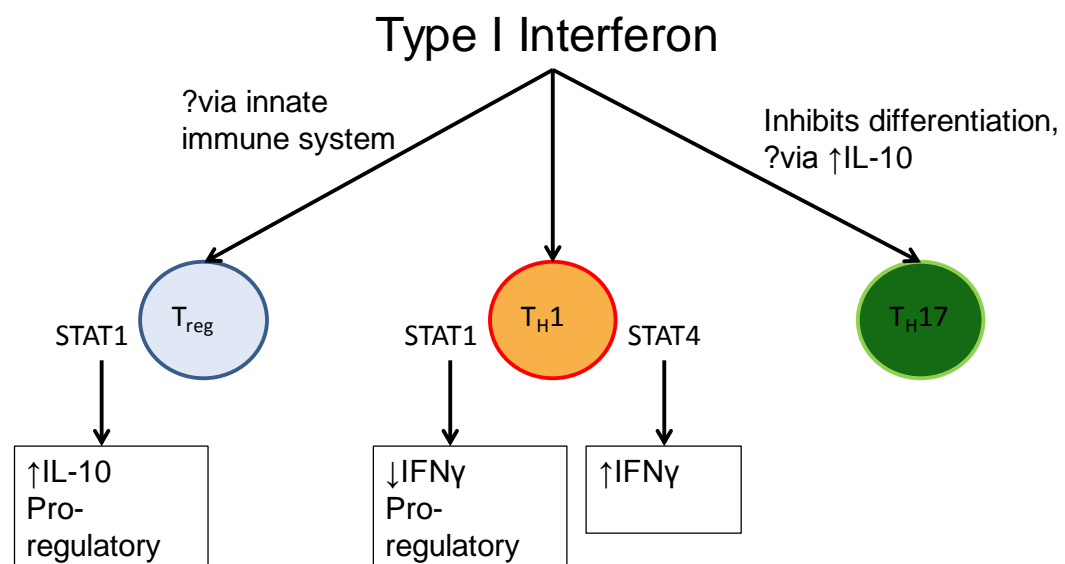 Type I Interferon
?via innate
immune system
Inhibits differentiation,
?via ↑IL-10
Treg
TH1
TH17
STAT1
STAT1
STAT4
↑IL-10
Pro-
regulatory
↓IFNγ
Pro-
regulatory
↑IFNγ